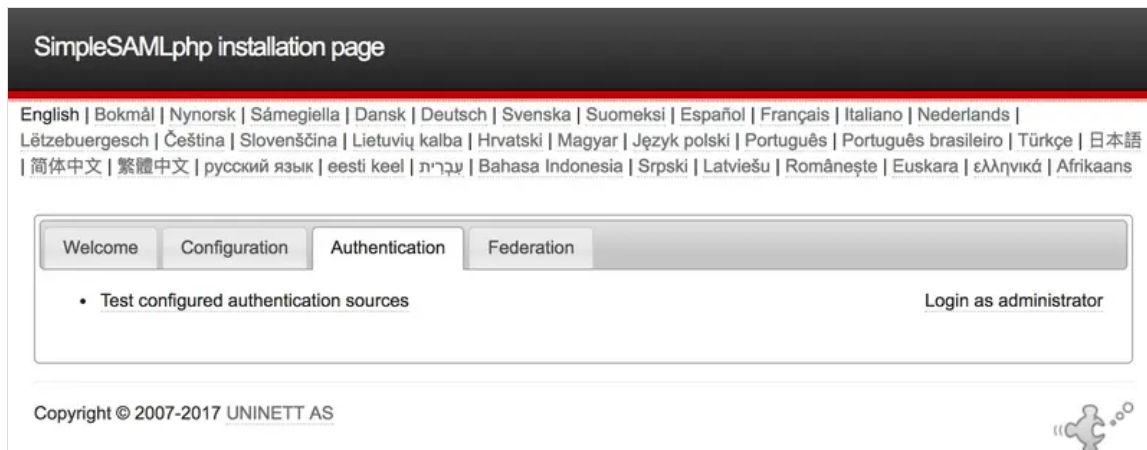 SimpleSAMLphp installation page
English | Bokmål | Nynorsk | Sámegiella | Dansk | Deutsch | Svenska | Suomeksi | Español | Français | Italiano | Nederlands |
Lëtzebuergesch | Čeština | Slovenščina | Lietuvių kalba | Hrvatski | Magyar | Język polski | Português | Português brasileiro | Türkçe | 日本語
| 简体中文 | 繁體中文 | русский язык | eesti keel | עִבְרִית | Bahasa Indonesia | Srpski | Latviešu | Românește | Euskara | ελληνικά | Afrikaans
Welcome Configuration Authentication Federation
• Test configured authentication sources Login as administrator
Copyright © 2007-2017 UNINETT AS